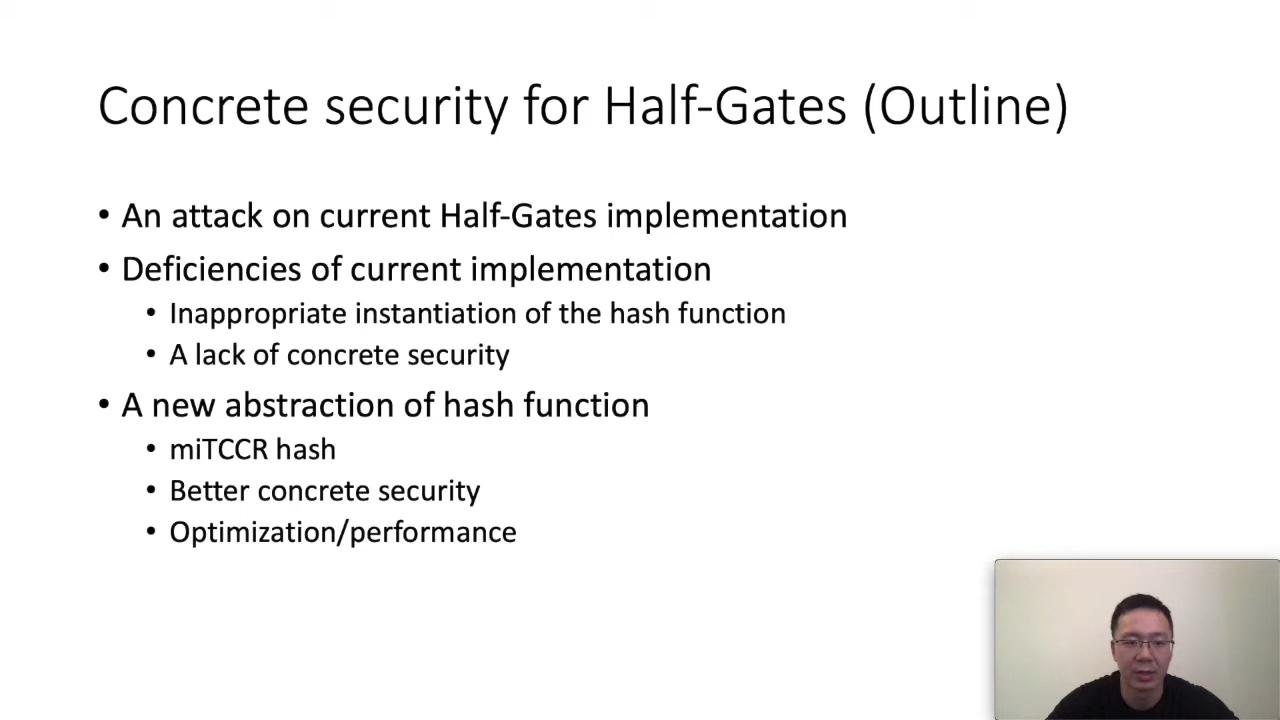 Concrete security for Half-Gates (Outline)
• An attack on current Half-Gates implementation
• Deficiencies of current implementation
• Inappropriate instantiation of the hash function
• A lack of concrete security
• A new abstraction of hash function
• miTCCR hash
• Better concrete security
• Optimization/performance